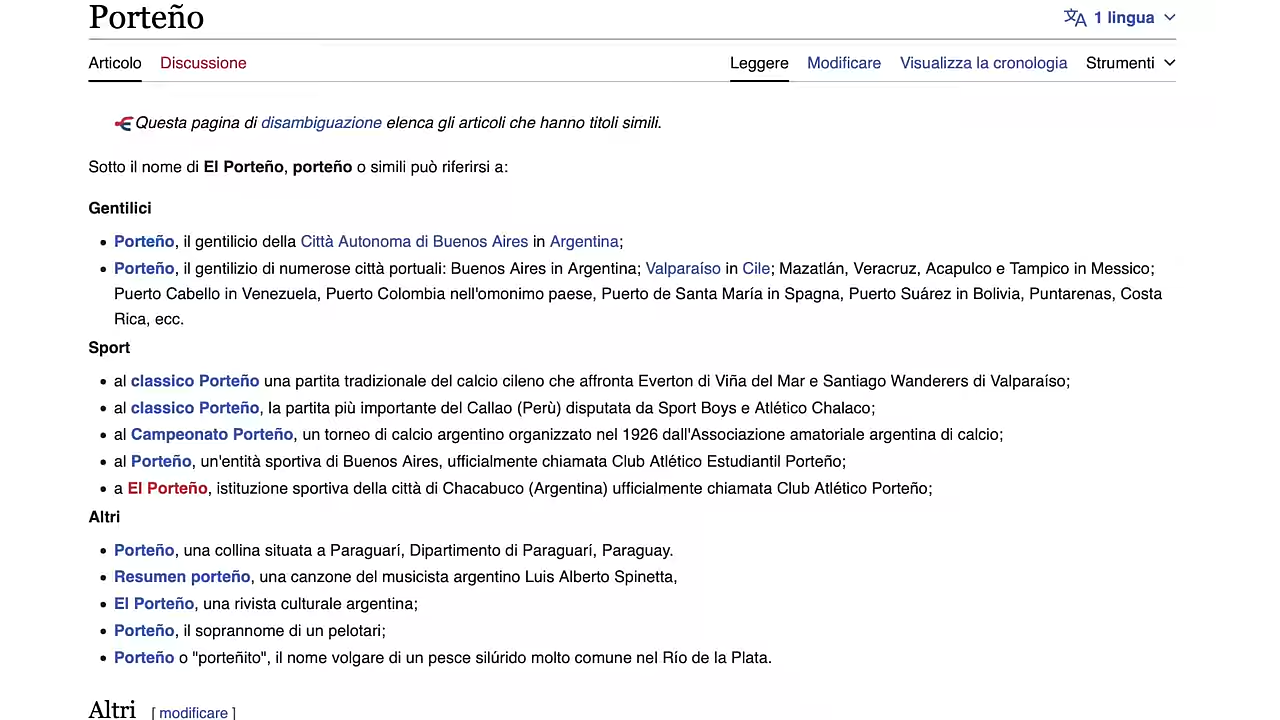 Porteño
1 lingua
Articolo Discussione Leggere Modificare Visualizza la cronologia Strumenti
Questa pagina di disambiguazione elenca gli articoli che hanno titoli simili.
Sotto il nome di El Porteño, porteño o simili può riferirsi a:
Gentilici
Porteño, il gentilicio della Città Autonoma di Buenos Aires in Argentina;
Porteño, il gentilizio di numerose città portuali: Buenos Aires in Argentina; Valparaíso in Cile; Mazatlán, Veracruz, Acapulco e Tampico in Messico;
Puerto Cabello in Venezuela, Puerto Colombia nell'omonimo paese, Puerto de Santa María in Spagna, Puerto Suárez in Bolivia, Puntarenas, Costa
Rica, ecc.
Sport
al classico Porteño una partita tradizionale del calcio cileno che affronta Everton di Viña del Mar e Santiago Wanderers di Valparaíso;
al classico Porteño, la partita più importante del Callao (Perù) disputata da Sport Boys e Atlético Chalaco;
al Campeonato Porteño, un torneo di calcio argentino organizzato nel 1926 dall'Associazione amatoriale argentina di calcio;
al Porteño, un'entità sportiva di Buenos Aires, ufficialmente chiamata Club Atlético Estudiantil Porteño;
a El Porteño, istituzione sportiva della città di Chacabuco (Argentina) ufficialmente chiamata Club Atlético Porteño;
Altri
Porteño, una collina situata a Paraguarí, Dipartimento di Paraguarí, Paraguay.
Resumen porteño, una canzone del musicista argentino Luis Alberto Spinetta,
El Porteño, una rivista culturale argentina;
Porteño, il soprannome di un pelotari;
Porteño o "porteñito", il nome volgare di un pesce silúrido molto comune nel Río de la Plata.
Altri [ modificare ]